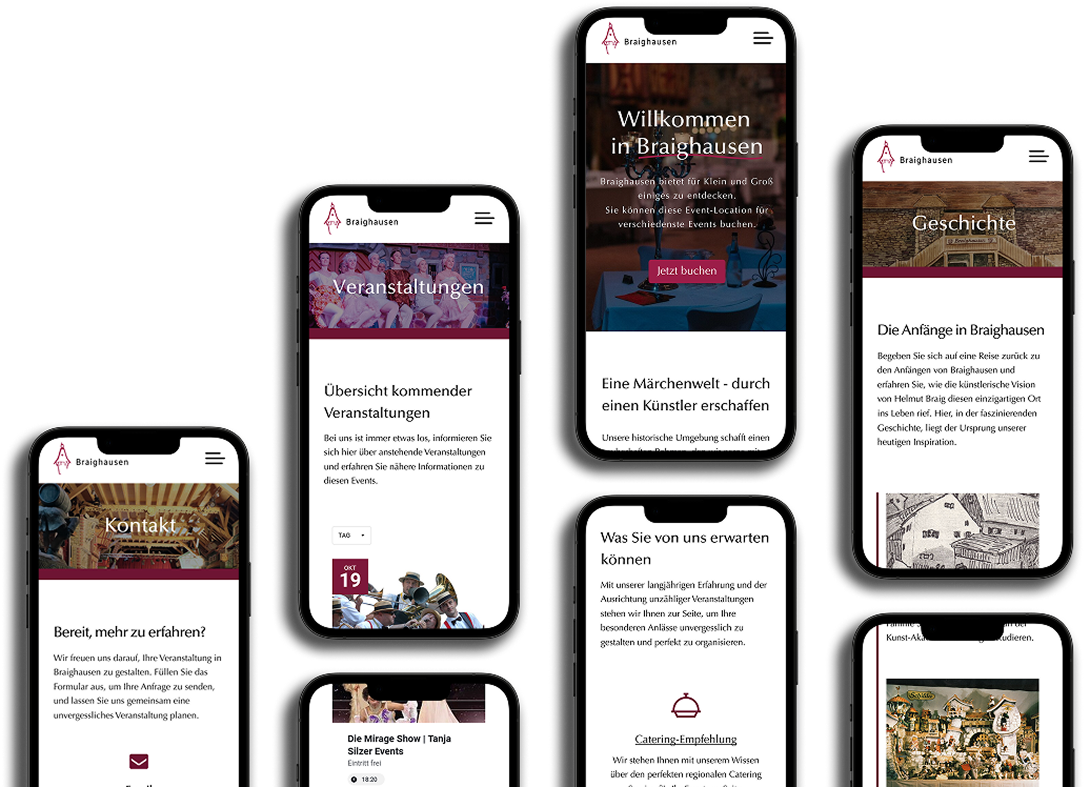 Braighausen
Kontakt
Bereit, mehr zu erfahren?
Wir freuen uns darauf, Ihre Veranstaltung in
Braighausen zu gestalten. Füllen Sie das
Formular aus, um Ihre Anfrage zu senden,
und lassen Sie uns gemeinsam eine
unvergessliches Veranstaltung planen.
Braighausen
Veranstaltungen
Übersicht kommender
Veranstaltungen
Bei uns ist immer etwas los, informieren Sie
sich hier über anstehende Veranstaltungen
und erfahren Sie nähere Informationen zu
diesen Events.
TAG
OKT
19
Die Mirage Show | Tanja
Silzer Events
Eintritt frei
18:20
Braighausen
Willkommen
in Braighausen
Braighausen bietet für Klein und Groß
einiges zu entdecken.
Sie können diese Event-Location für
verschiedenste Events buchen.
Jetzt buchen
Eine Märchenwelt - durch
einen Künstler erschaffen
Unsere historische Umgebung schafft einen
Was Sie von uns erwarten
können
Mit unserer langjährigen Erfahrung und der
Ausrichtung unzähliger Veranstaltungen
stehen wir Ihnen zur Seite, um Ihre
besonderen Anlässe unvergesslich zu
gestalten und perfekt zu organisieren.
Catering-Empfehlung
Wir stehen Ihnen mit unserem Wissen
über den perfekten regionalen Catering
Braighausen
Geschichte
Die Anfänge in Braighausen
Begeben Sie sich auf eine Reise zurück zu
den Anfängen von Braighausen und
erfahren Sie, wie die künstlerische Vision
von Helmut Braig diesen einzigartigen Ort
ins Leben rief. Hier, in der faszinierenden
Geschichte, liegt der Ursprung unserer
heutigen Inspiration.